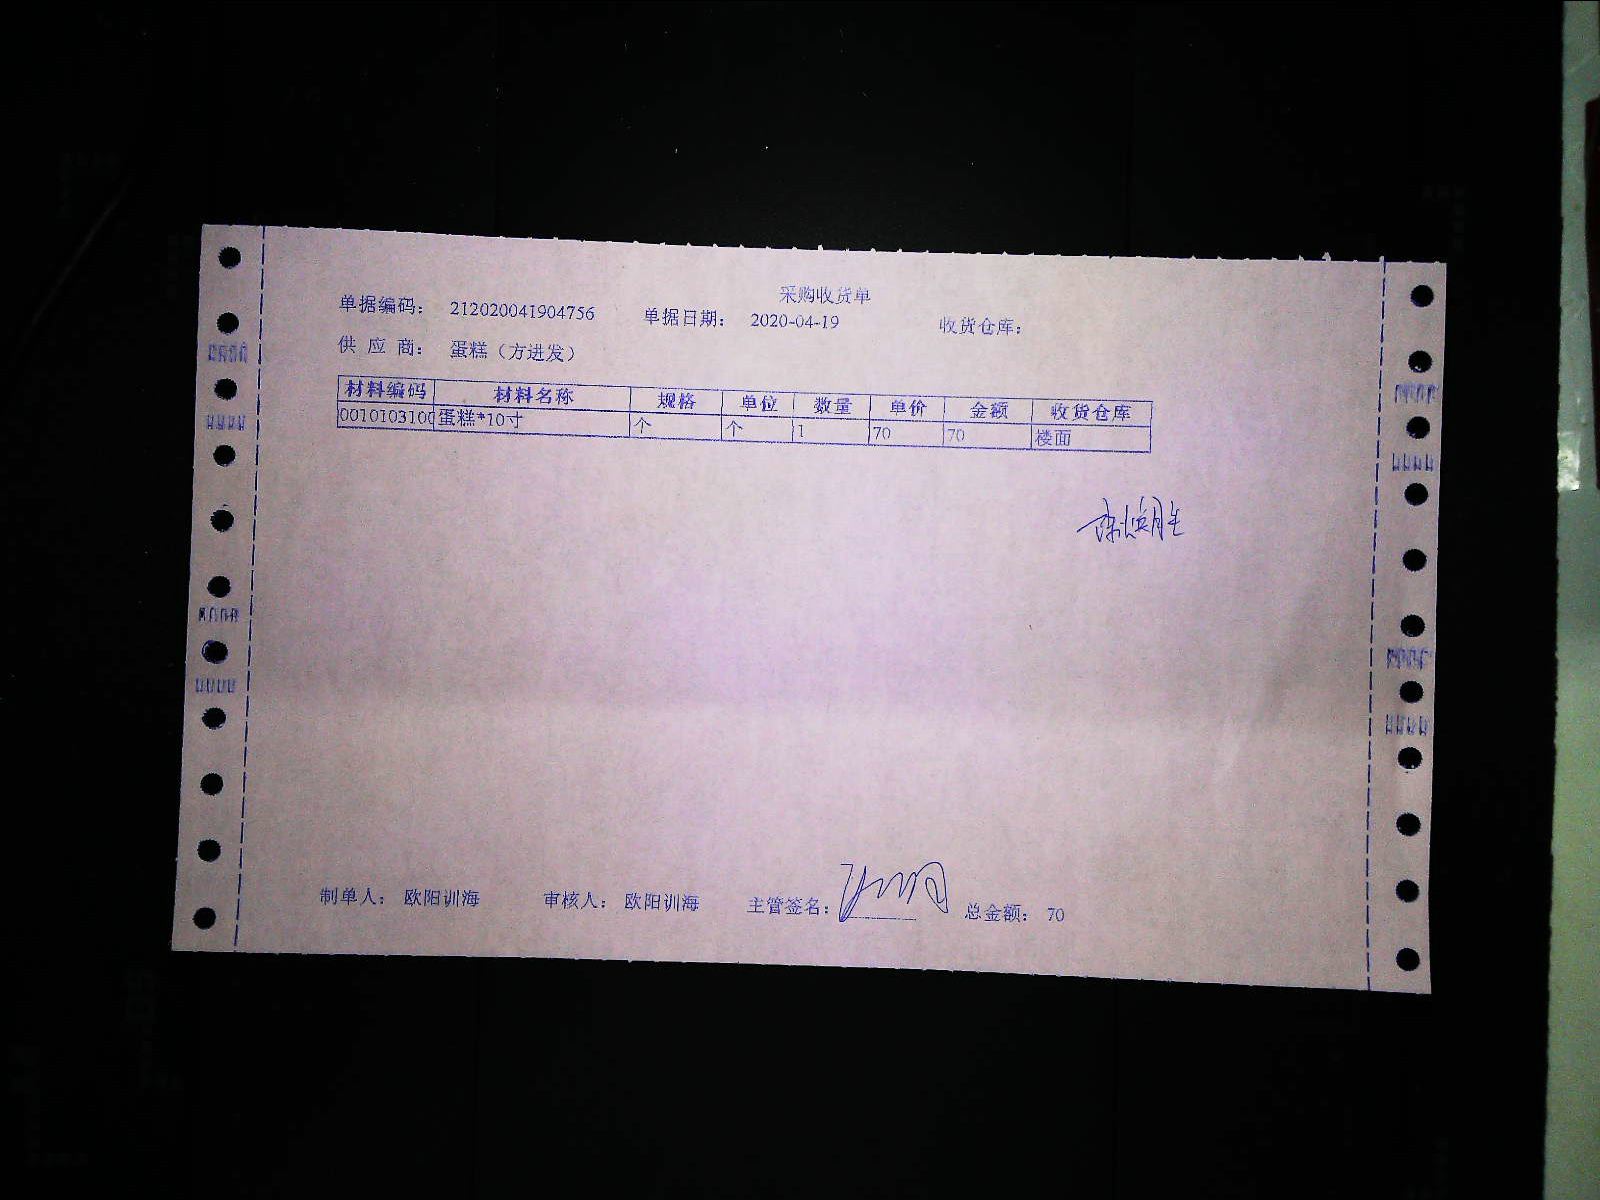 采购收货单
单据编码： 212020041904756 单据日期： 2020-04-19 收货仓库：
供 应 商： 蛋糕（方进发）
材料编码 材料名称 规格 单位 数量 单价 金额 收货仓库
0010103100 蛋糕*10寸 个 个 1 70 70 楼面
制单人： 欧阳训海 审核人： 欧阳训海 主管签名： 总金额： 70